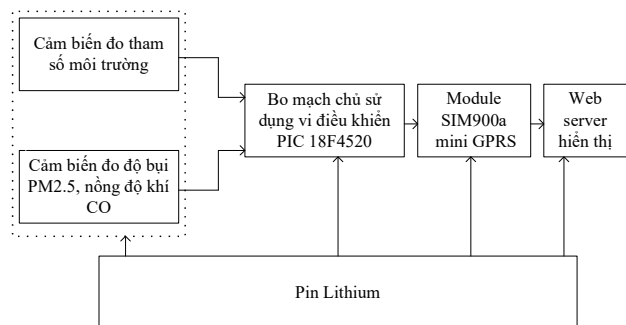 Cảm biến đo tham
số môi trường
Cảm biến đo độ bụi
PM2.5, nồng độ khí
CO
Bo mạch chủ sử
dụng vi điều khiển
PIC 18F4520
Module
SIM900a
mini GPRS
Web
server
hiển thị
Pin Lithium